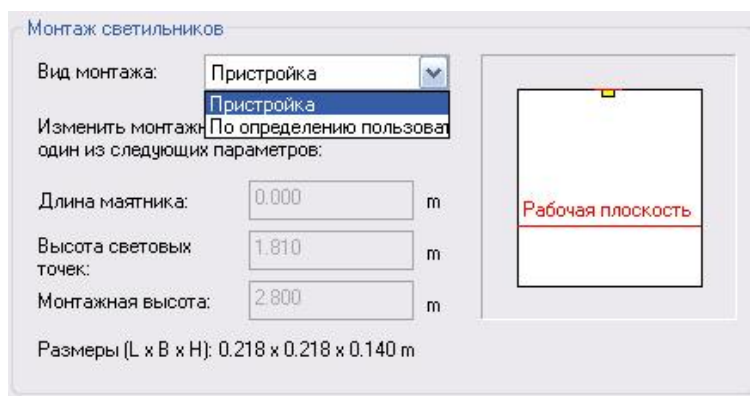 Монтаж светильников
Вид монтажа: Пристройка
Пристройка
Изменить монтажн По определению пользоват
один из следующих параметров:
Длина маятника: 0.000 m
Рабочая плоскость
Высота световых
точек: 1.810 m
Монтажная высота: 2.800 m
Размеры (L x B x H): 0.218 x 0.218 x 0.140 m